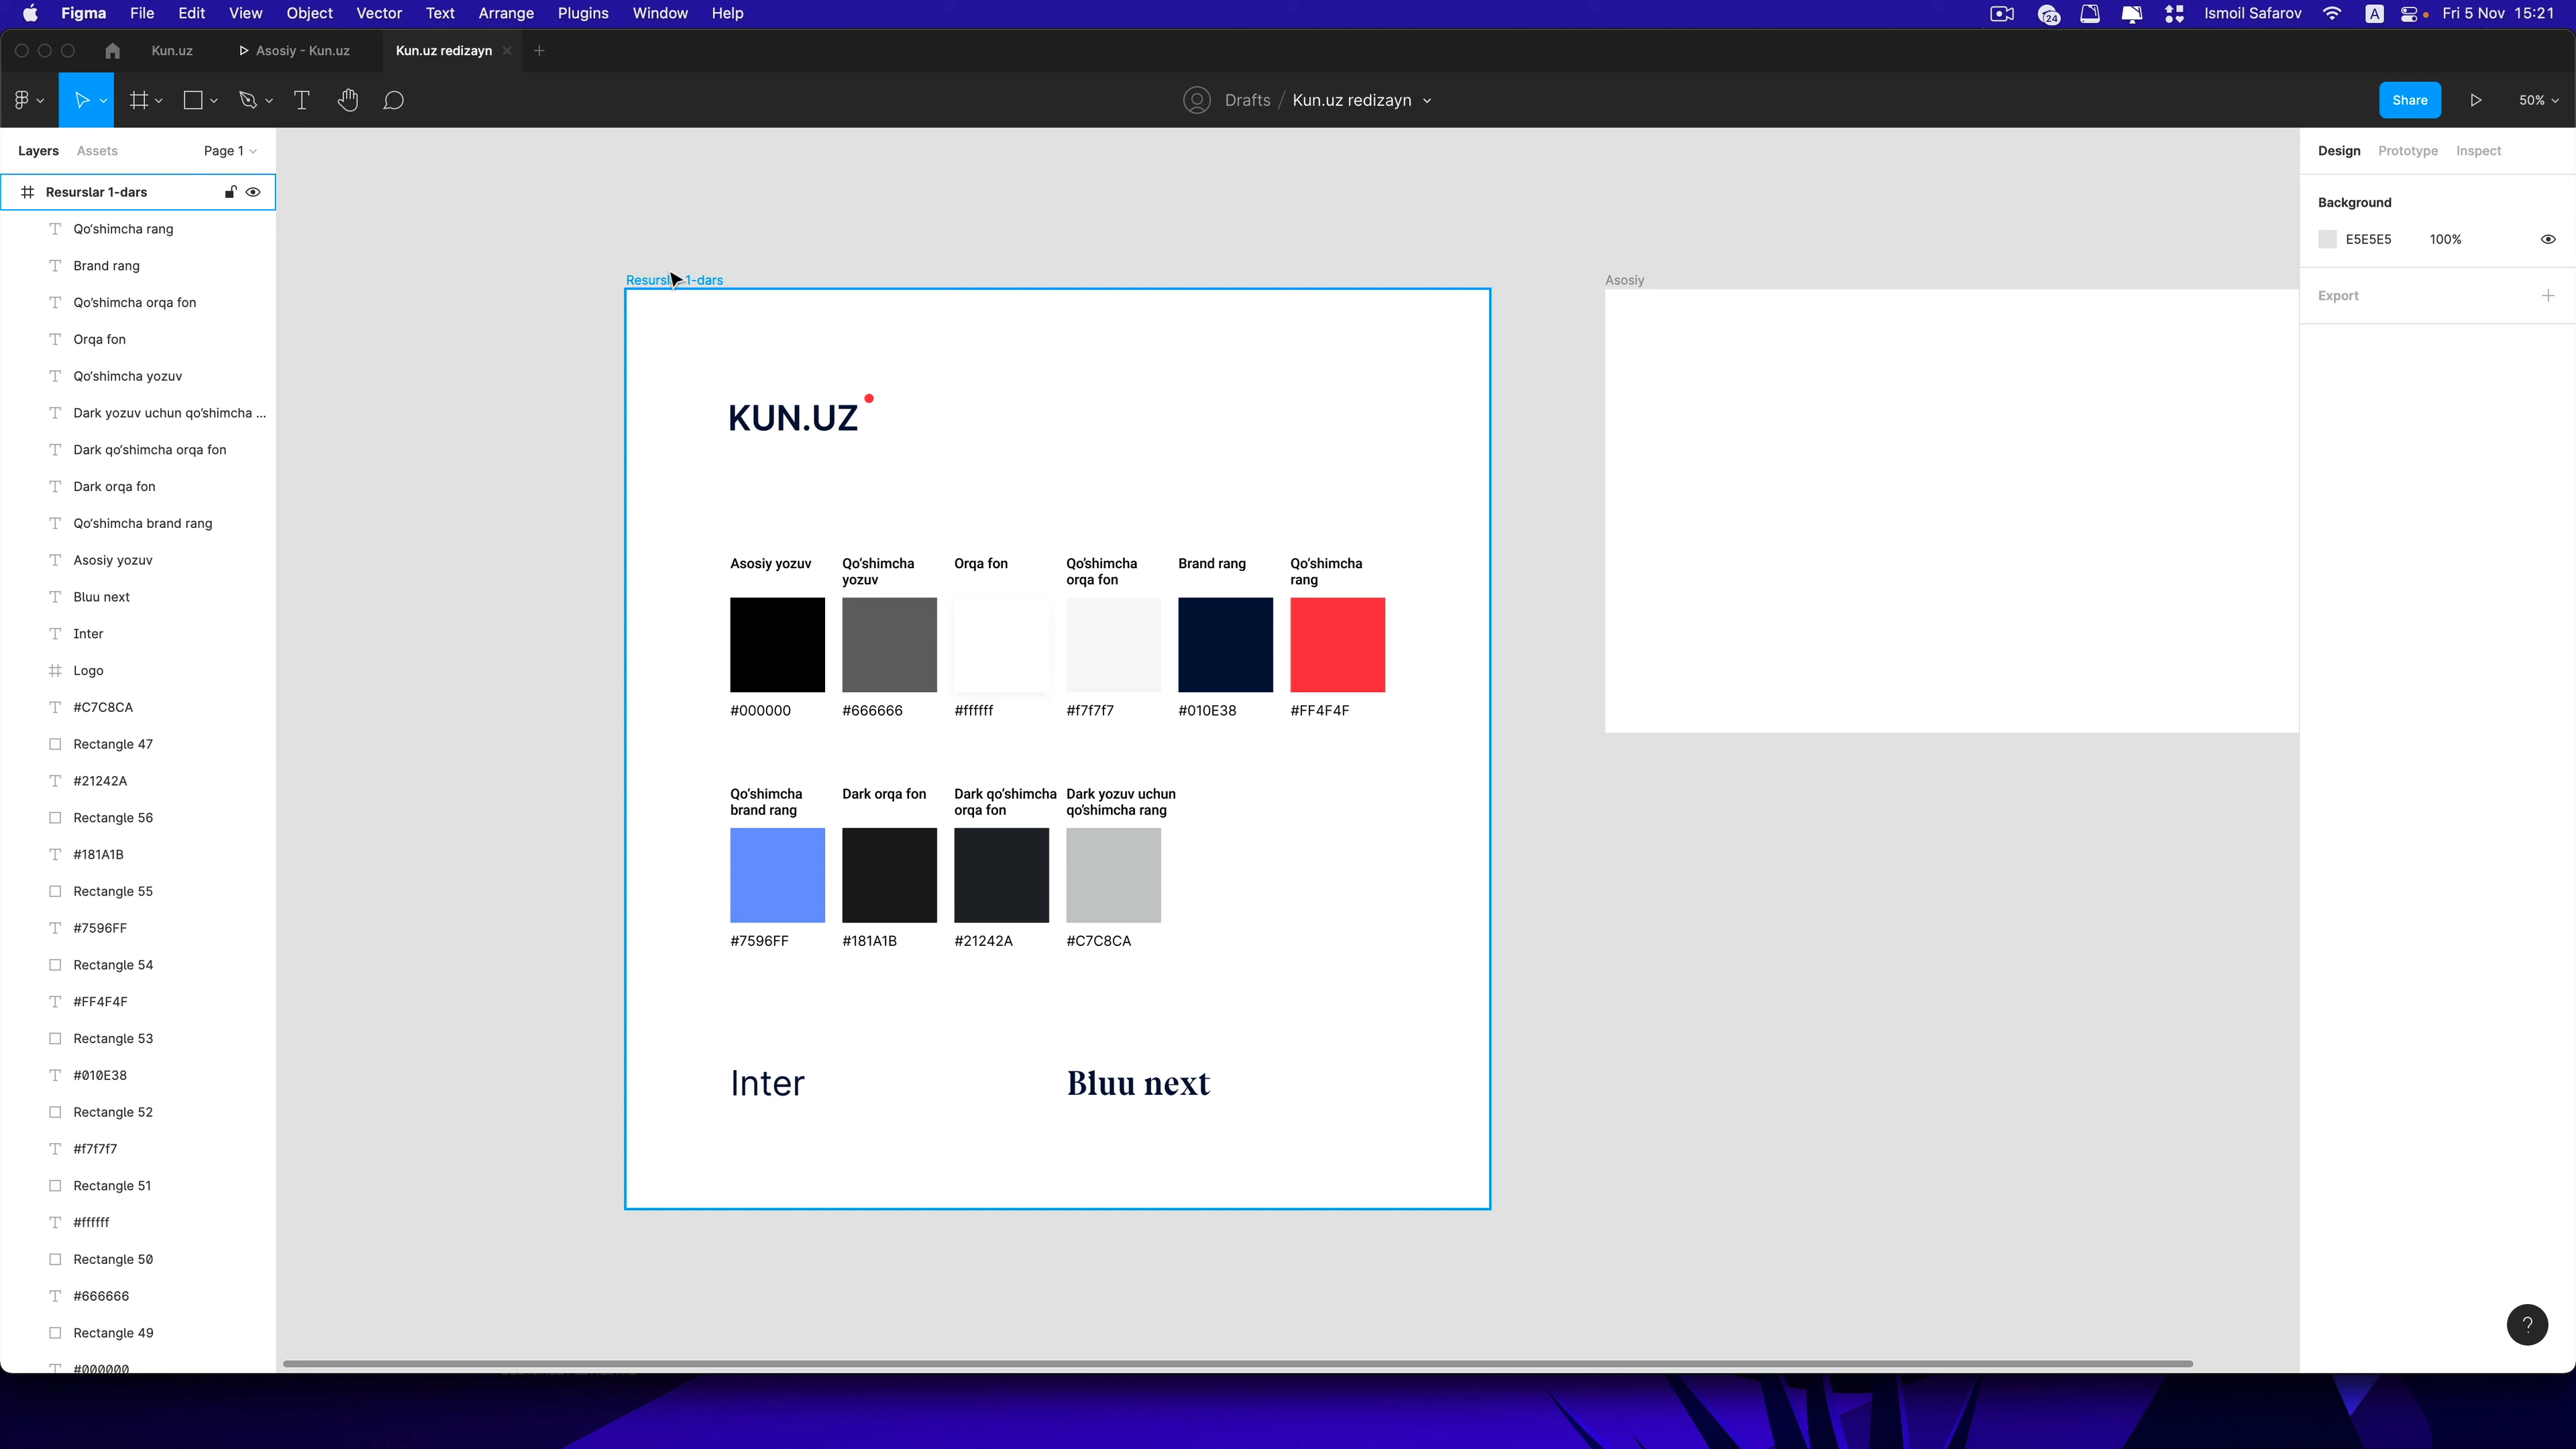 Figma File Edit View Object Vector Text Arrange Plugins Window Help 24 Ismoil Safarov A Fri 5 Nov 15:21
Kun.uz Asosiy - Kun.uz Kun.uz redizayn
Drafts / Kun.uz redizayn Share 50%
Layers Assets Page 1
Resurslar 1-dars
Qo‘shimcha rang
Brand rang
Qo’shimcha orqa fon
Orqa fon
Qo‘shimcha yozuv
Dark yozuv uchun qo’shimcha ...
Dark qo‘shimcha orqa fon
Dark orqa fon
Qo‘shimcha brand rang
Asosiy yozuv
Bluu next
Inter
Logo
#C7C8CA
Rectangle 47
#21242A
Rectangle 56
#181A1B
Rectangle 55
#7596FF
Rectangle 54
#FF4F4F
Rectangle 53
#010E38
Rectangle 52
#f7f7f7
Rectangle 51
#ffffff
Rectangle 50
#666666
Rectangle 49
#000000
1-dars
KUN.UZ
Asosiy yozuv
Qo‘shimcha
yozuv
Orqa fon
Qo’shimcha
orqa fon
Brand rang
Qo‘shimcha
rang
#000000 #666666 #ffffff #f7f7f7 #010E38 #FF4F4F
Qo‘shimcha
brand rang
Dark orqa fon
Dark qo‘shimcha
orqa fon
Dark yozuv uchun
qo’shimcha rang
#7596FF #181A1B #21242A #C7C8CA
Inter Bluu next
Asosiy
Design Prototype Inspect
Background
E5E5E5 100%
Export
?